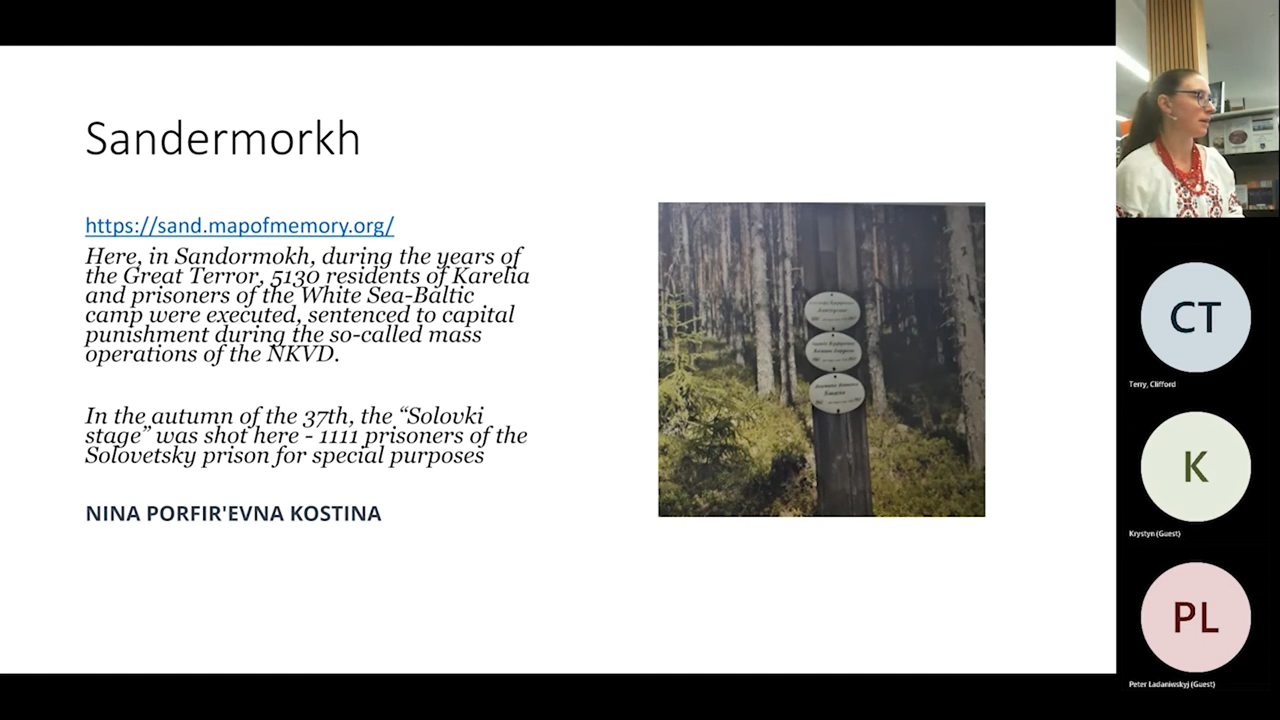 Sandermorkh
https://sand.mapofmemory.org/
Here, in Sandormokh, during the years of
the Great Terror, 5130 residents of Karelia
and prisoners of the White Sea-Baltic
camp were executed, sentenced to capital
punishment during the so-called mass
operations of the NKVD.
In the autumn of the 37th, the “Solovki
stage” was shot here - 1111 prisoners of the
Solovetsky prison for special purposes
NINA PORFIR'EVNA KOSTINA
CT
Terry, Clifford
K
Krystyn (Guest)
PL
Peter Ladaniwskyj (Guest)